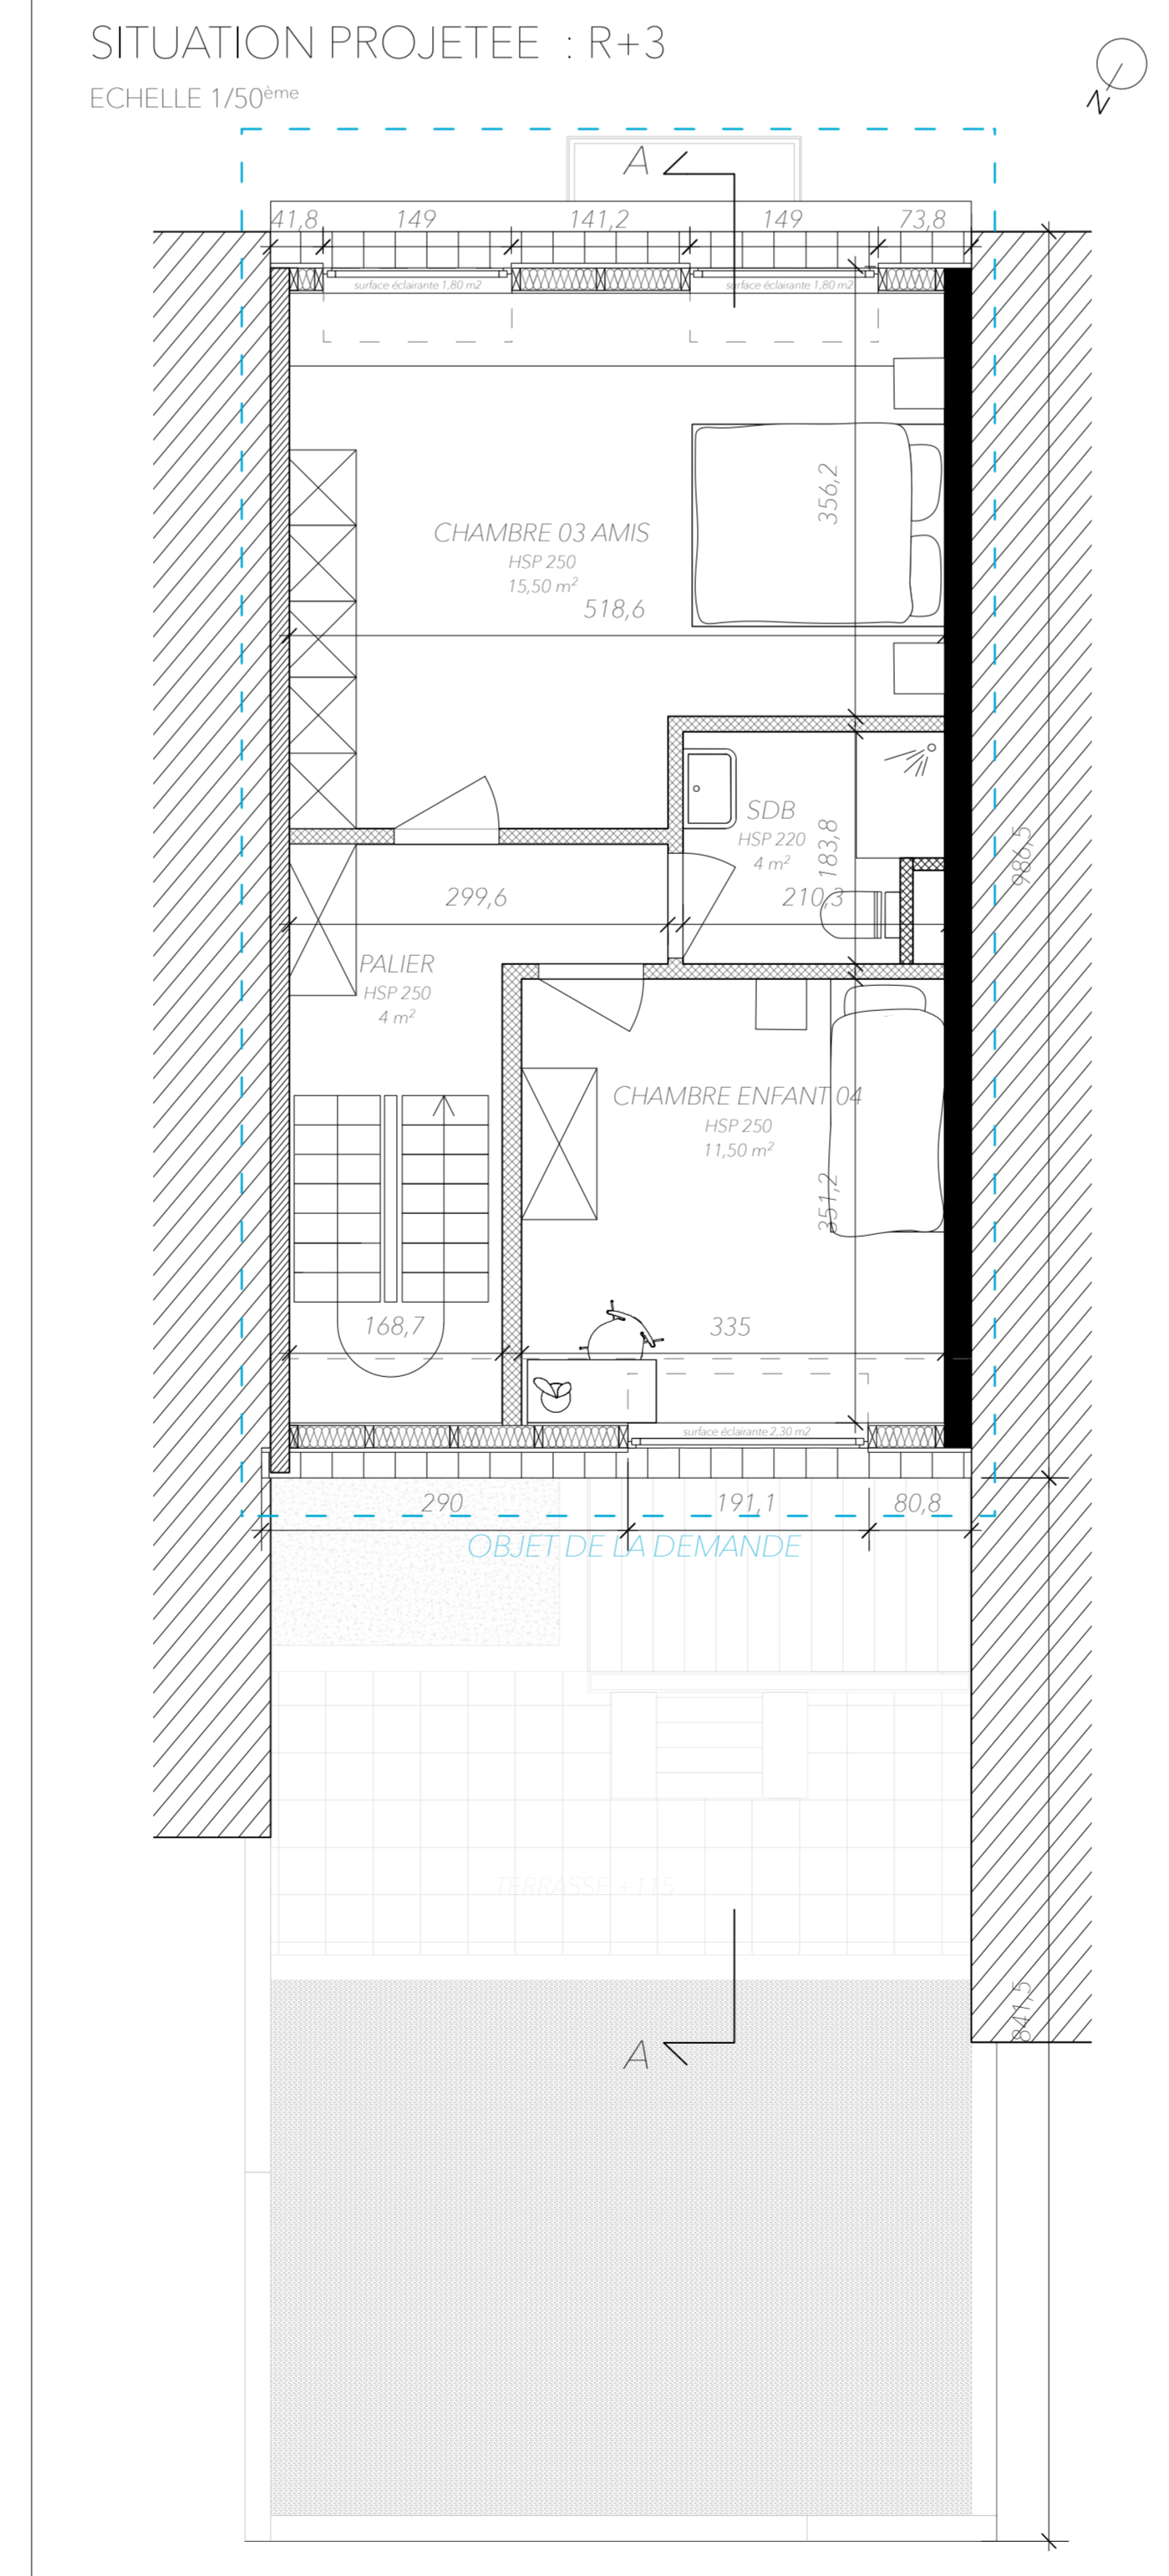 SITUATION PROJETEE : R+3
ECHELLE 1/50ème
N
A
41,8 149 141,2 149 73,8
surface éclairante 1,80 m2 surface éclairante 1,80 m2
356,2
CHAMBRE 03 AMIS
HSP 250
15,50 m²
518,6
SDB
HSP 220
4 m²
183,8
986,5
299,6 210,3
PALIER
HSP 250
4 m²
CHAMBRE ENFANT 04
HSP 250
11,50 m²
351,2
168,7 335
surface éclairante 2,30 m2
290 191,1 80,8
OBJET DE LA DEMANDE
TERRASSE +115
841,5
A